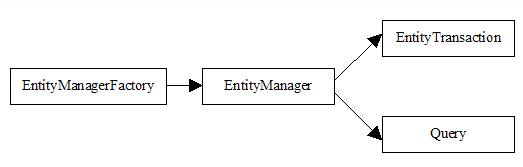 EntityTransaction
EntityManagerFactory
EntityManager
Query